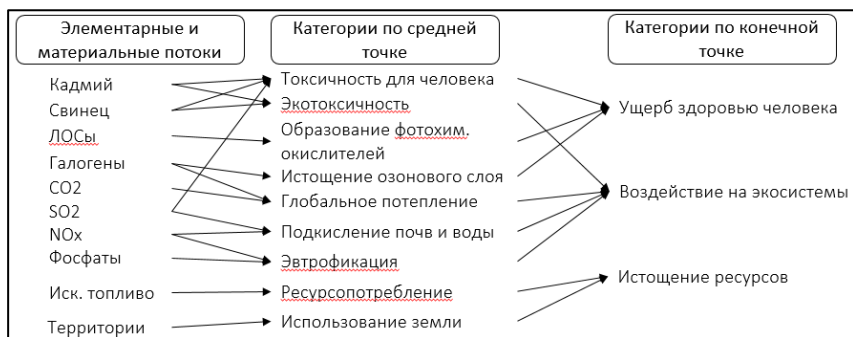 Элементарные и
материальные потоки
Категории по средней
точке
Категории по конечной
точке
Кадмий
Свинец
ЛОСы
Галогены
CO2
SO2
NOx
Фосфаты
Иск. топливо
Территории
Токсичность для человека
Экотоксичность
Образование фотохим.
окислителей
Истощение озонового слоя
Глобальное потепление
Подкисление почв и воды
Эвтрофикация
Ресурсопотребление
Использование земли
Ущерб здоровью человека
Воздействие на экосистемы
Истощение ресурсов